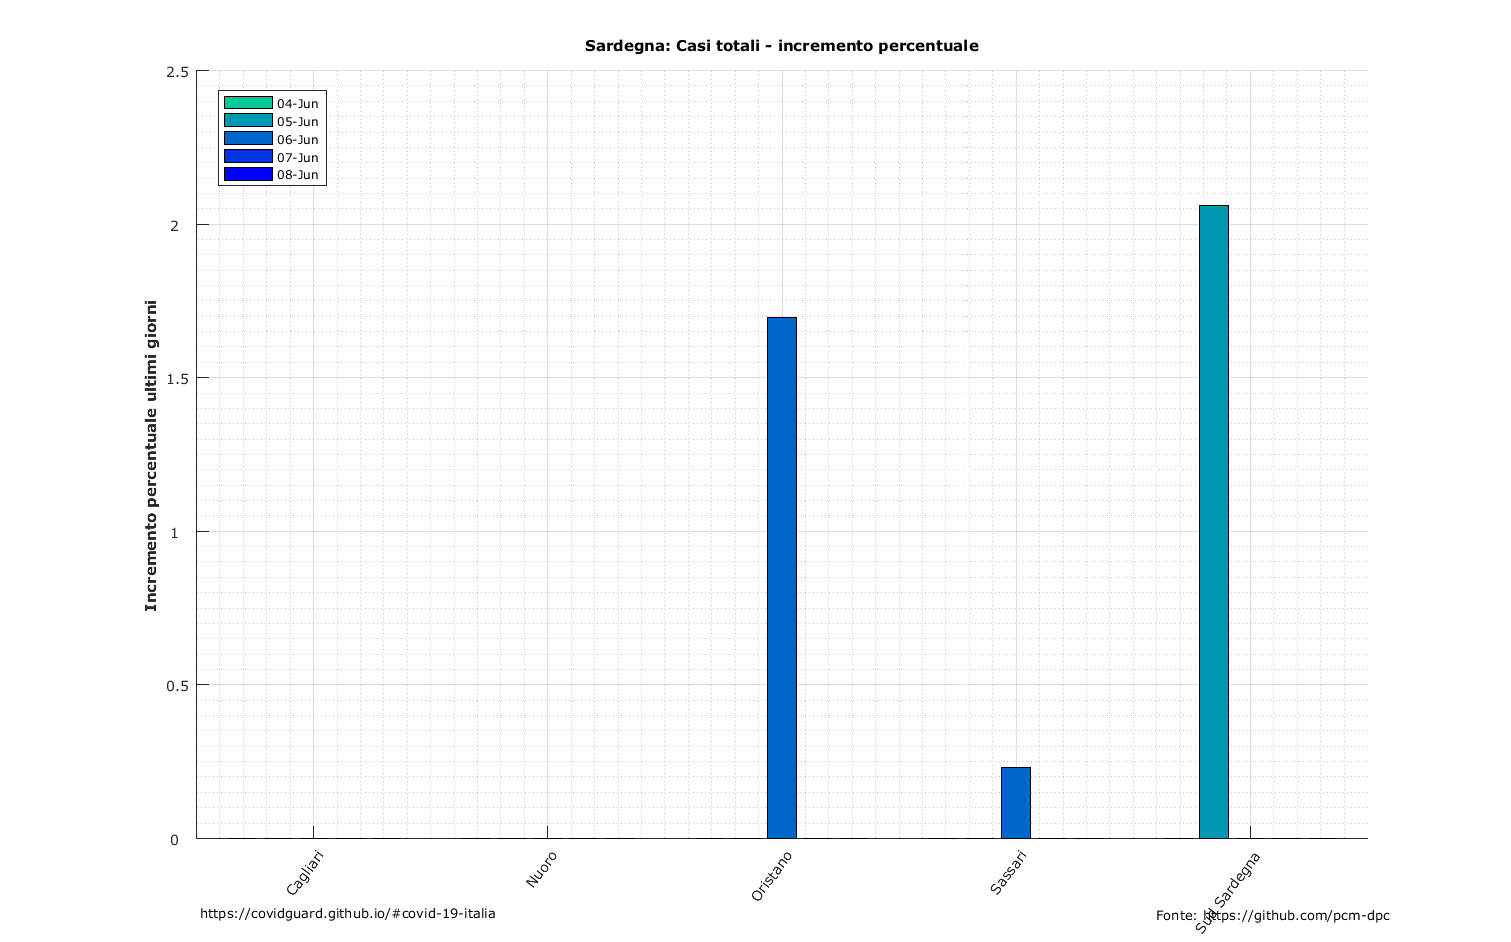 Sardegna: Casi totali - incremento percentuale
2.5
2
1.5
1
0.5
0
Incremento percentuale ultimi giorni
04-Jun
05-Jun
06-Jun
07-Jun
08-Jun
Cagliari
Nuoro
Oristano
Sassari
Sud Sardegna
https://covidguard.github.io/#covid-19-italia
Fonte: https://github.com/pcm-dpc